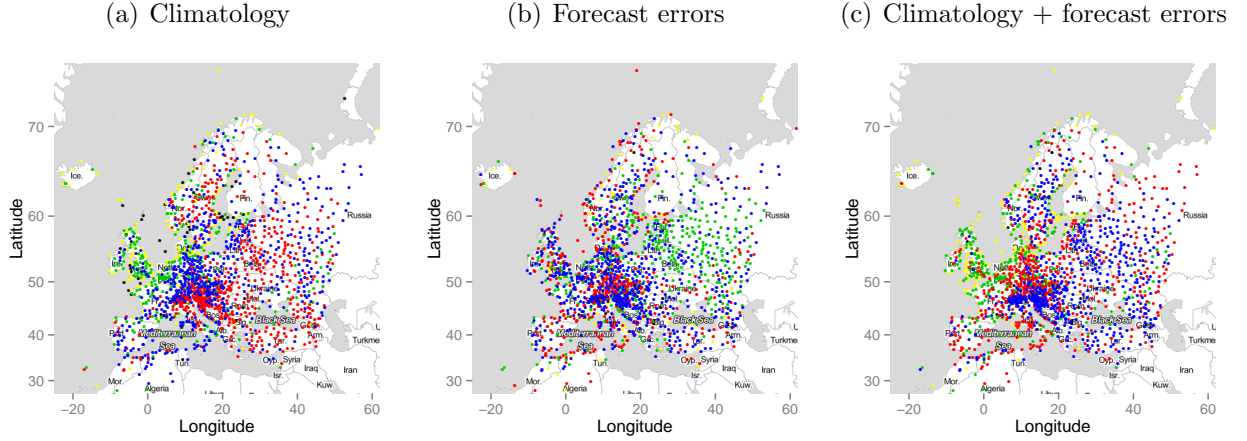 (a) Climatology
(b) Forecast errors
(c) Climatology + forecast errors
Latitude
70
60
50
40
30
Ice.
Fin.
Russia
Ukraine
Black Sea
Mediterranean
Sea
Turkme
Syria
Iraq
Iran
Isr.
Kuw.
Tun.
Mor.
Algeria
−20
0
20
40
60
Longitude
Latitude
70
60
50
40
30
Ice.
Fin.
Russia
Ukraine
Black Sea
Mediterranean
Sea
Turkme
Syria
Iraq
Iran
Isr.
Kuw.
Tun.
Mor.
Algeria
−20
0
20
40
60
Longitude
Latitude
70
60
50
40
30
Ice.
Fin.
Russia
Ukraine
Black Sea
Mediterranean
Sea
Turkme
Syria
Iraq
Iran
Isr.
Kuw.
Tun.
Mor.
Algeria
−20
0
20
40
60
Longitude